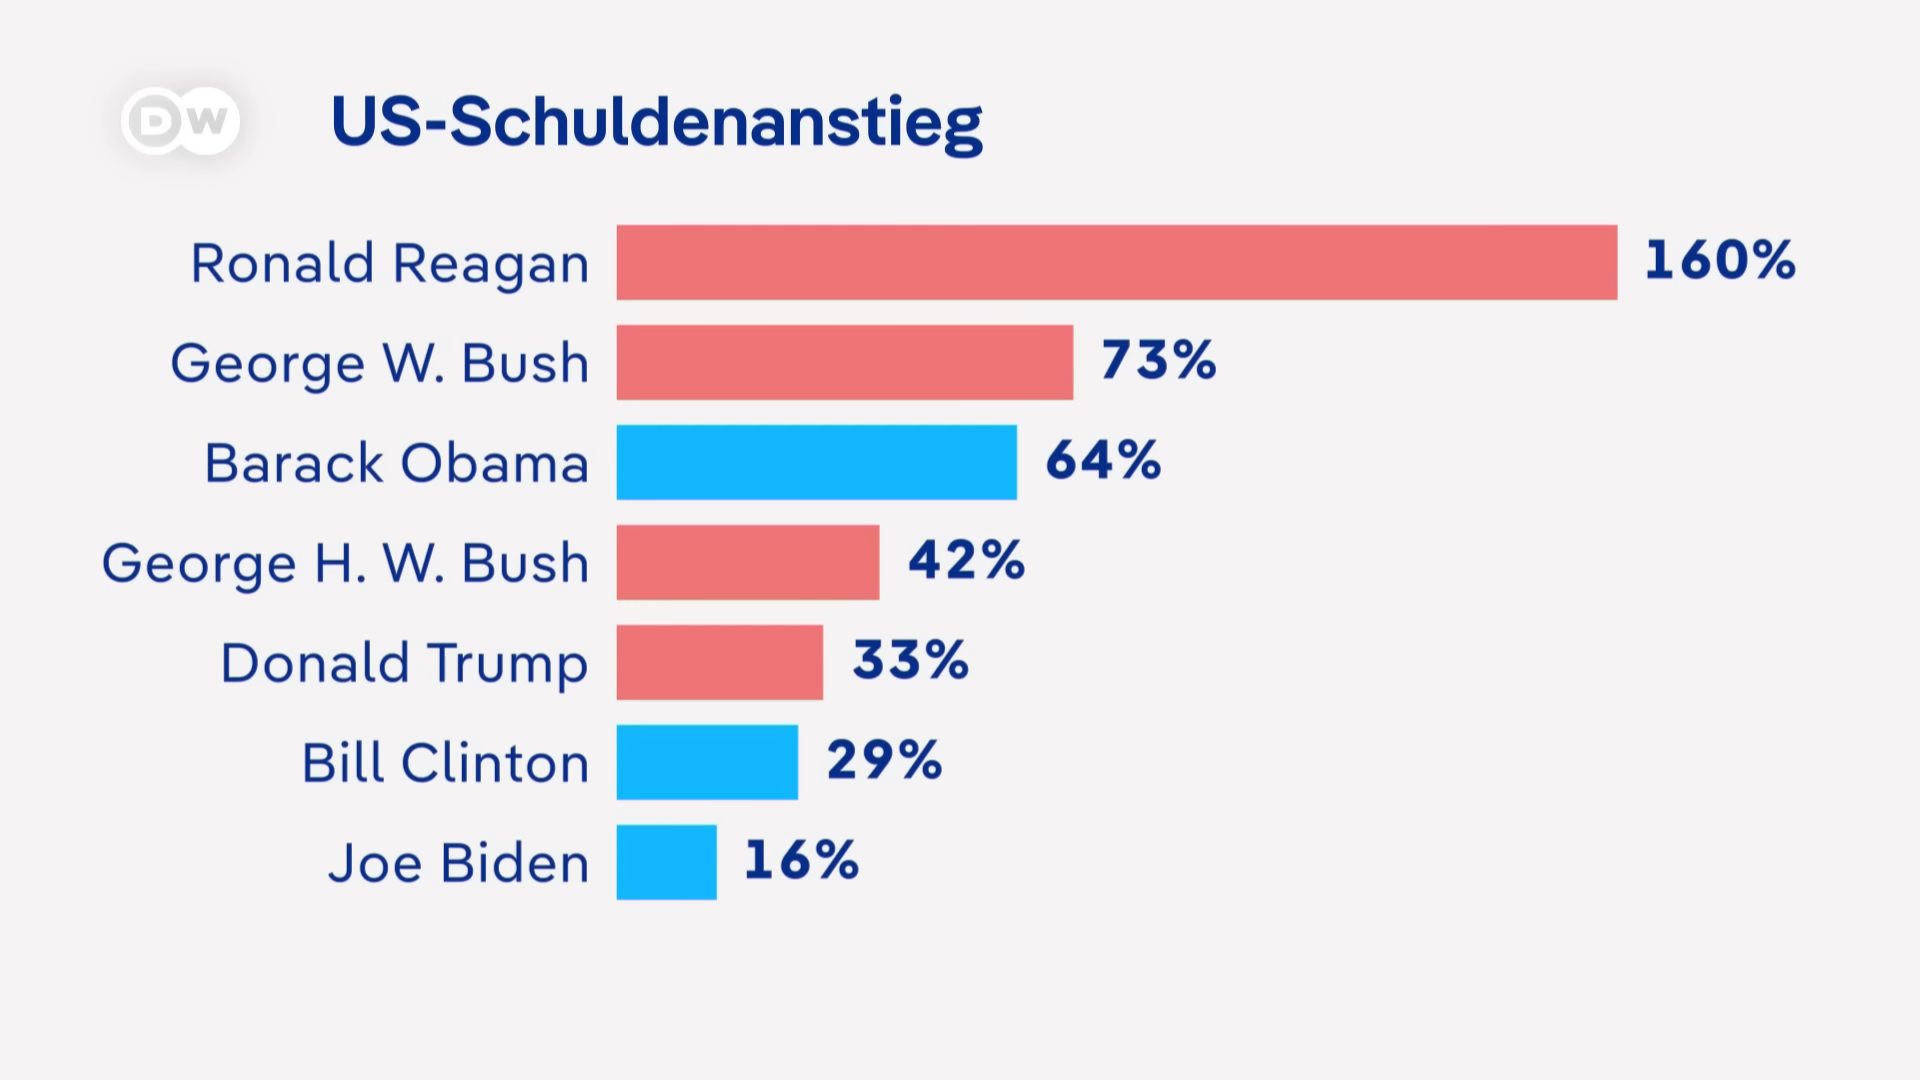 DW
US-Schuldenanstieg
Ronald Reagan 160%
George W. Bush 73%
Barack Obama 64%
George H. W. Bush 42%
Donald Trump 33%
Bill Clinton 29%
Joe Biden 16%